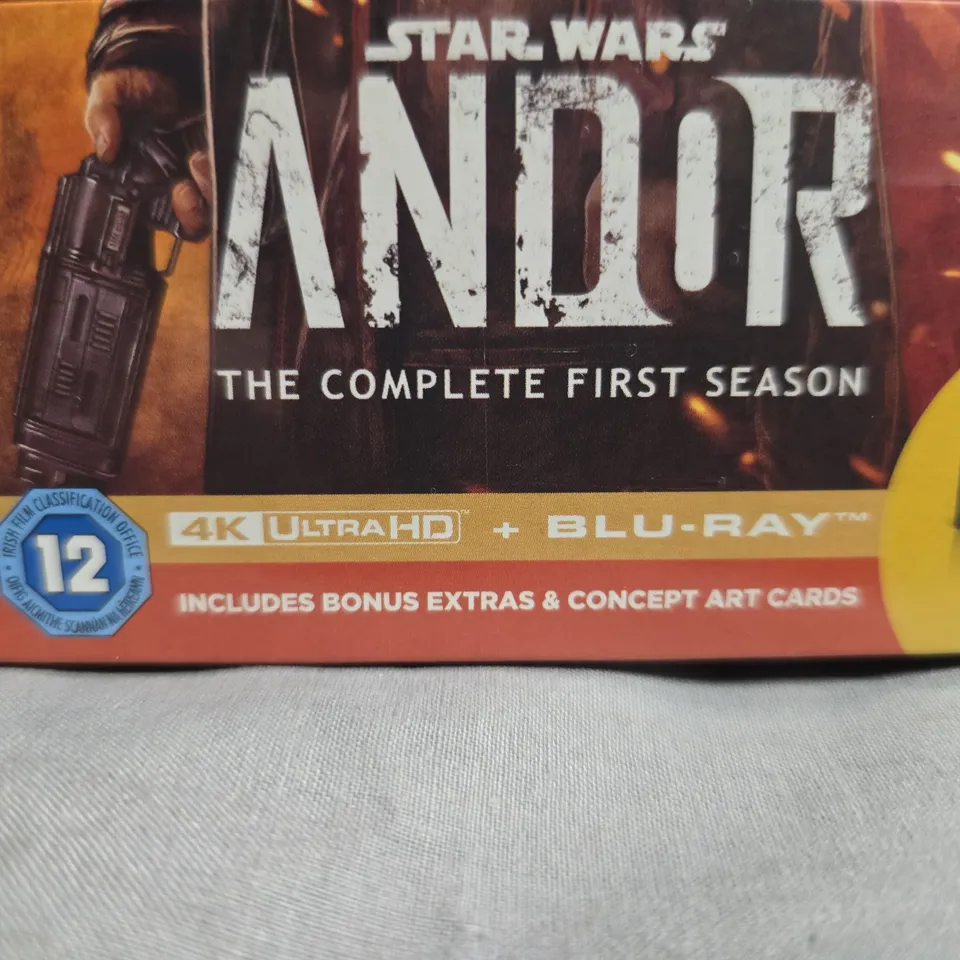 STAR WARS
ANDOR
THE COMPLETE FIRST SEASON
4K ULTRA HD™ + BLU-RAY™
IRISH FILM CLASSIFICATION OFFICE
12
INCLUDES BONUS EXTRAS & CONCEPT ART CARDS